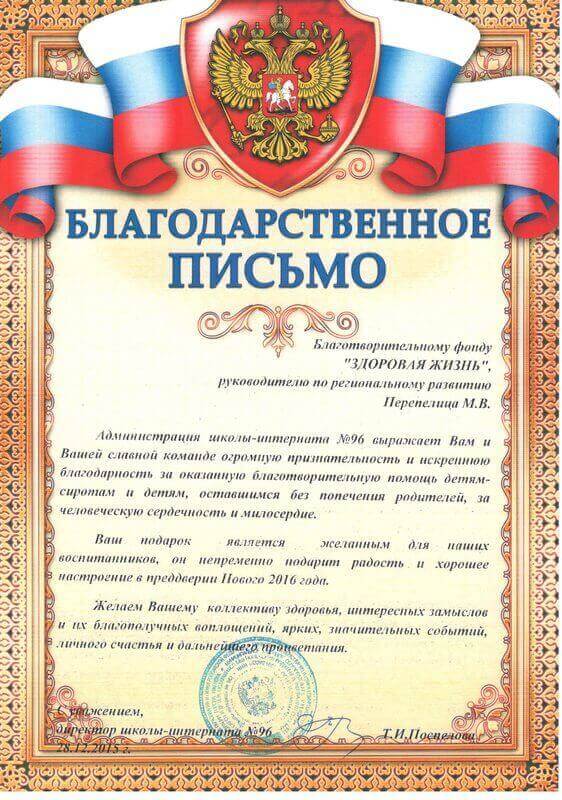 БЛАГОДАРСТВЕННОЕ
ПИСЬМО
Благотворительному фонду
"ЗДОРОВАЯ ЖИЗНЬ",
руководителю по региональному развитию
Перепелица М.В.
Администрация школы-интерната №96 выражает Вам и
Вашей славной команде огромную признательность и искреннюю
благодарность за оказанную благотворительную помощь детям-
сиротам и детям, оставшимся без попечения родителей, за
человеческую сердечность и милосердие.
Ваш подарок является желанным для наших
воспитанников, он непременно подарит радость и хорошее
настроение в преддверии Нового 2016 года.
Желаем Вашему коллективу здоровья, интересных замыслов
и их благополучных воплощений, ярких, значительных событий,
личного счастья и дальнейшего процветания.
С уважением,
директор школы-интерната №96 Т.И.Поспелова
28.12.2015 г.